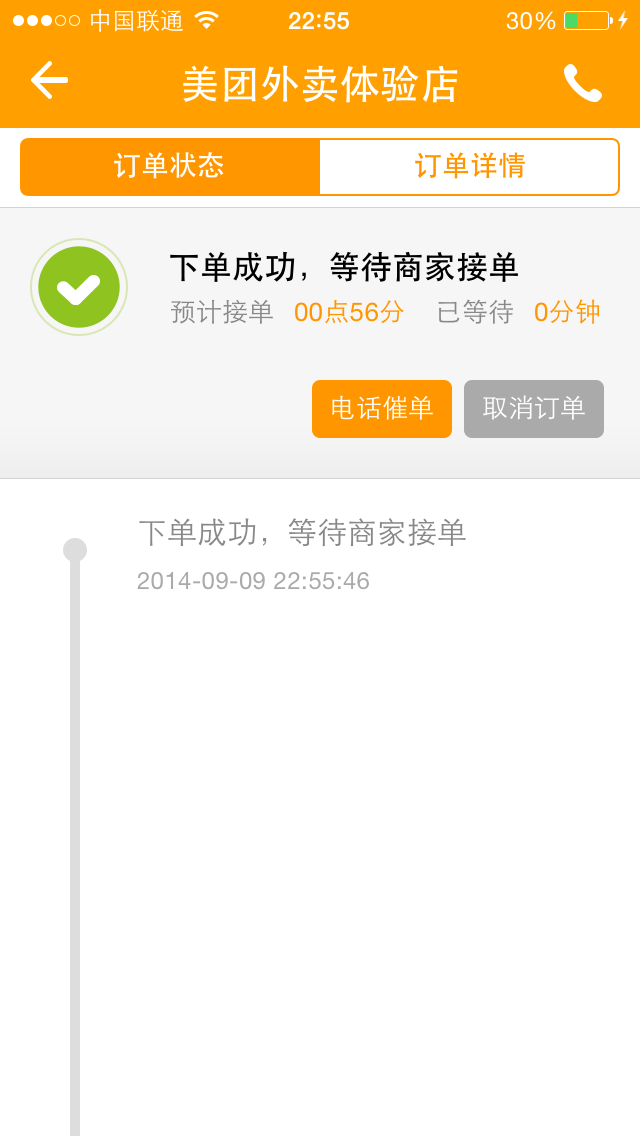 中国联通 22:55 30%
美团外卖体验店
订单状态 订单详情
下单成功，等待商家接单
预计接单 00点56分 已等待 0分钟
电话催单 取消订单
下单成功，等待商家接单
2014-09-09 22:55:46